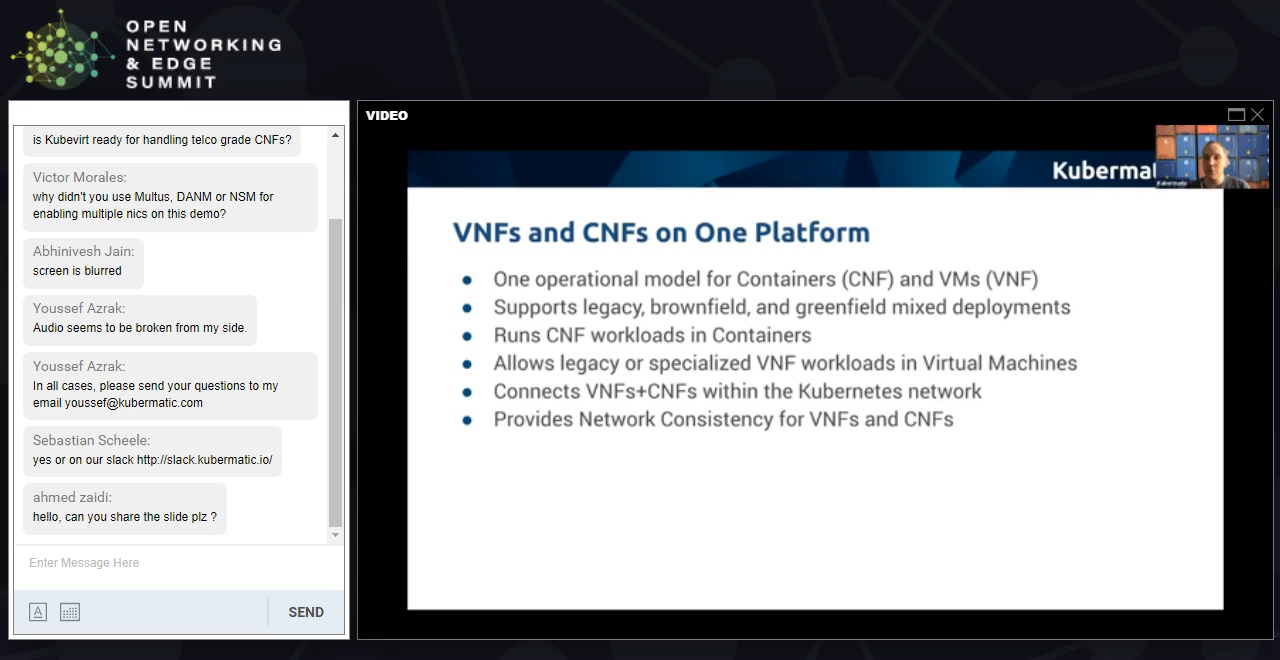 OPEN
NETWORKING
& EDGE
SUMMIT
is Kubevirt ready for handling telco grade CNFs?
Victor Morales:
why didn't you use Multus, DANM or NSM for
enabling multiple nics on this demo?
Abhinivesh Jain:
screen is blurred
Youssef Azrak:
Audio seems to be broken from my side.
Youssef Azrak:
In all cases, please send your questions to my
email youssef@kubermatic.com
Sebastian Scheele:
yes or on our slack http://slack.kubermatic.io/
ahmed zaidi:
hello, can you share the slide plz ?
Enter Message Here
A
SEND
VIDEO
Kubermat
VNFs and CNFs on One Platform
● One operational model for Containers (CNF) and VMs (VNF)
● Supports legacy, brownfield, and greenfield mixed deployments
● Runs CNF workloads in Containers
● Allows legacy or specialized VNF workloads in Virtual Machines
● Connects VNFs+CNFs within the Kubernetes network
● Provides Network Consistency for VNFs and CNFs